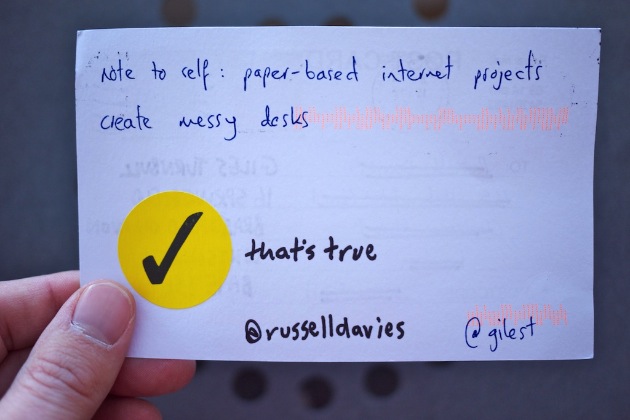 note to self: paper-based internet projects
create messy desks
that's true
@russelldavies
@gilest